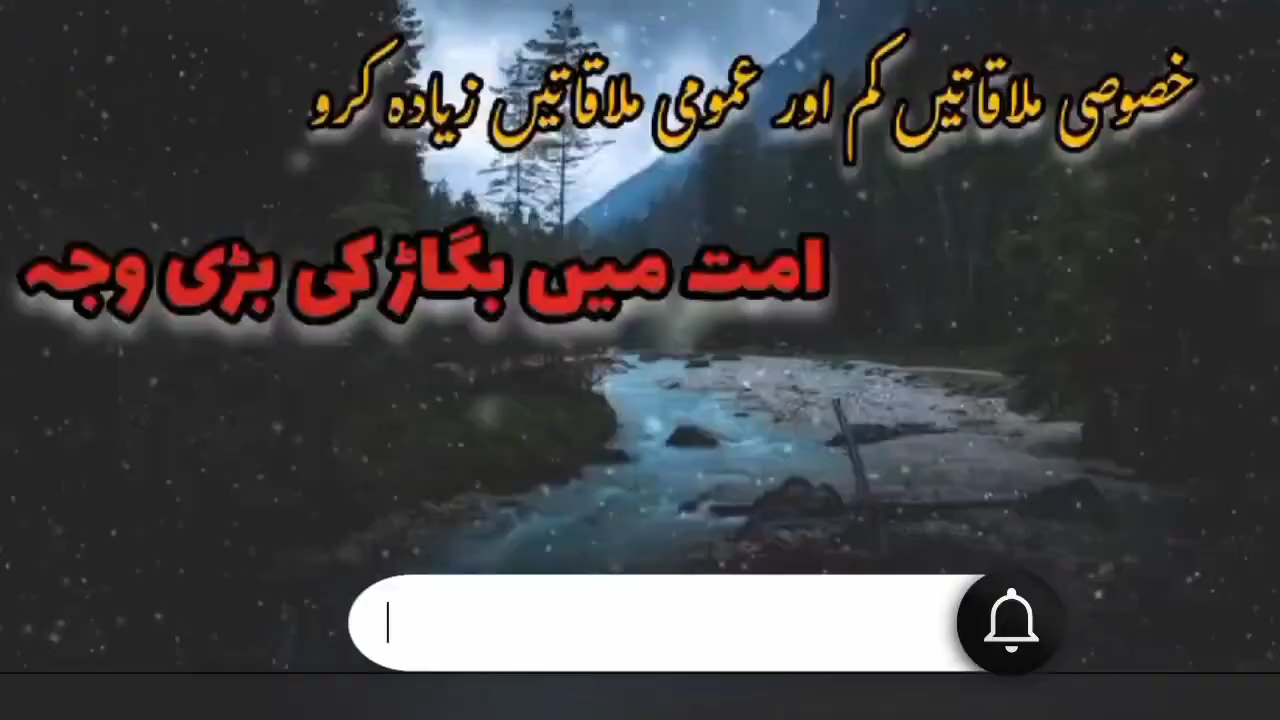 خصوصی ملاقاتیں کم اور عمومی ملاقاتیں زیادہ کرو
امت میں بگاڑ کی بڑی وجہ